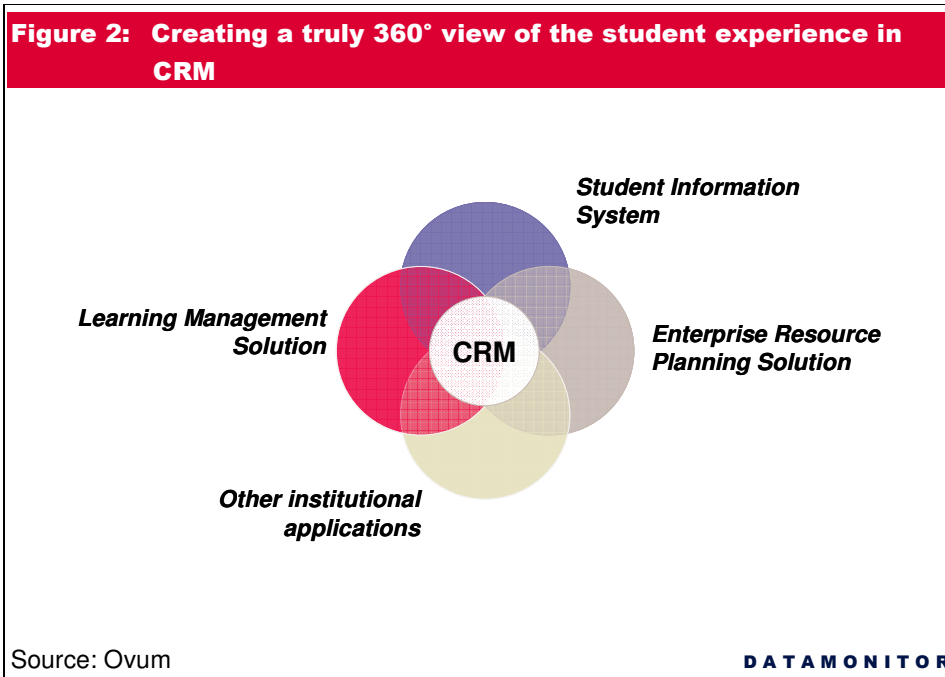 Figure 2: Creating a truly 360° view of the student experience in
CRM
Student Information
System
Learning Management
Solution
CRM
Enterprise Resource
Planning Solution
Other institutional
applications
Source: Ovum
DATAMONITOR